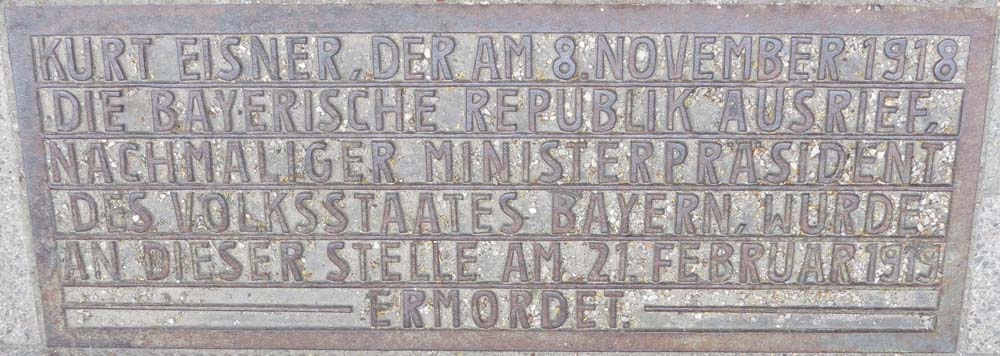 KURT EISNER, DER AM 8. NOVEMBER 1918
DIE BAYERISCHE REPUBLIK AUSRIEF,
NACHMALIGER MINISTERPRÄSIDENT
DES VOLKSSTAATES BAYERN, WURDE
AN DIESER STELLE AM 21. FEBRUAR 1919
ERMORDET.